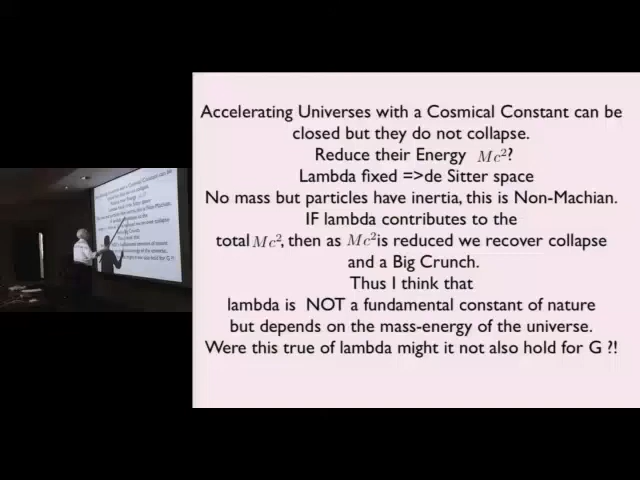 Accelerating Universes with a Cosmical Constant can be
closed but they do not collapse.
Reduce their Energy Mc²?
Lambda fixed =>de Sitter space
No mass but particles have inertia, this is Non-Machian.
IF lambda contributes to the
total Mc², then as Mc² is reduced we recover collapse
and a Big Crunch.
Thus I think that
lambda is NOT a fundamental constant of nature
but depends on the mass-energy of the universe.
Were this true of lambda might it not also hold for G ?!